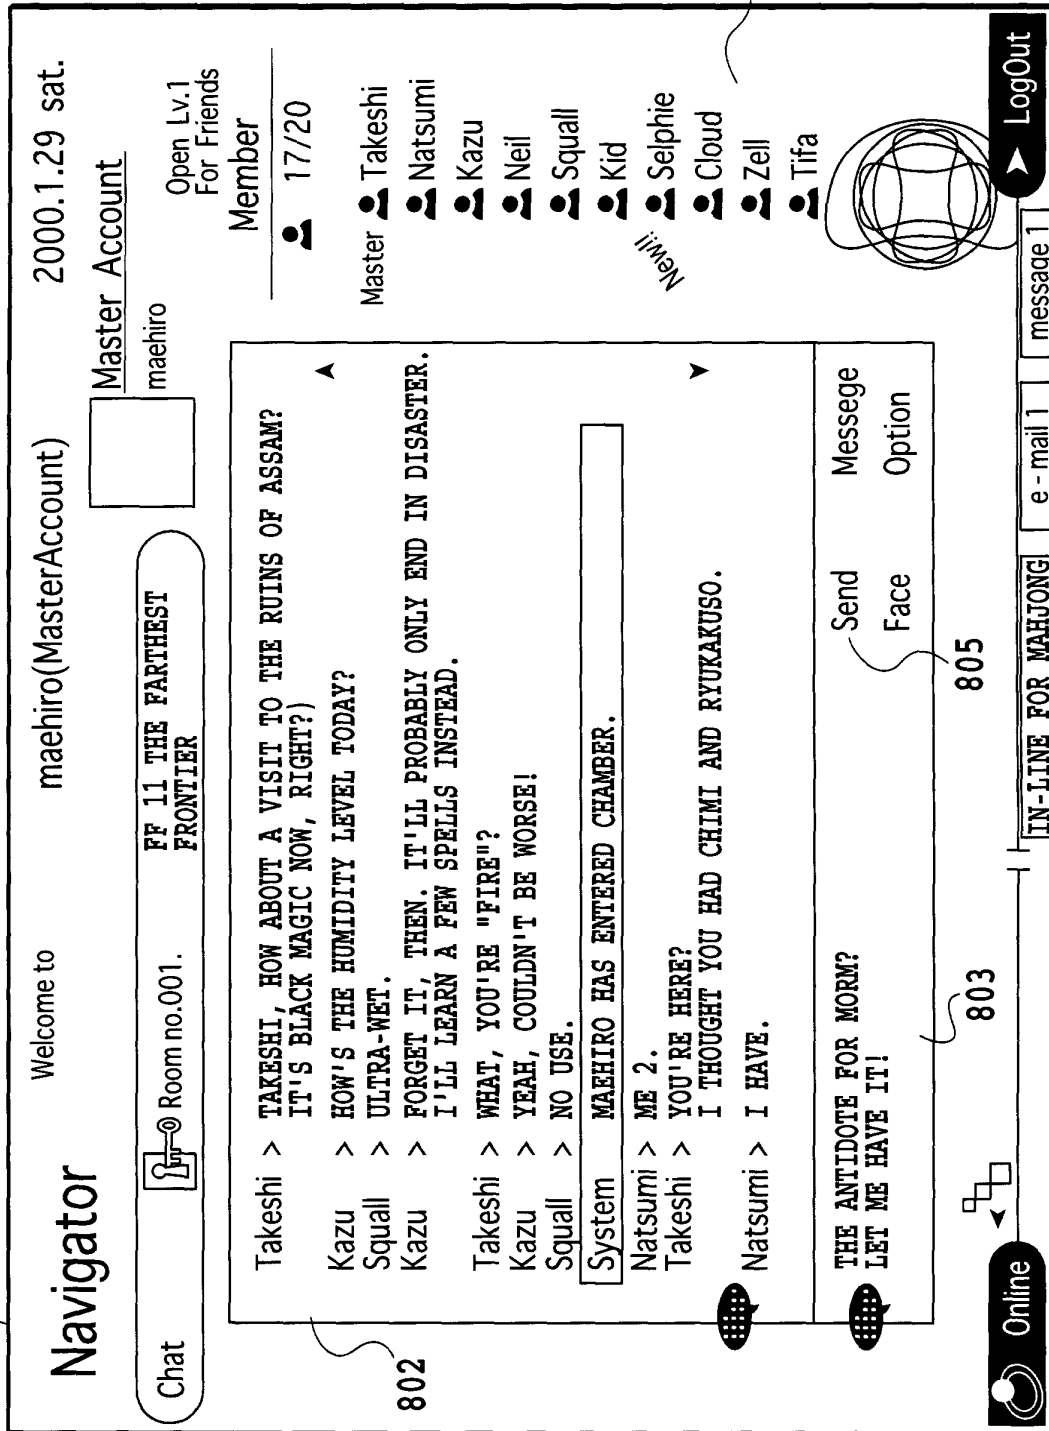 Navigator
Welcome to
maehiro(MasterAccount)
2000.1.29 sat.
Master Account
maehiro
Chat
Room no.001.
FF 11 THE FARTHEST
FRONTIER
Open Lv.1
For Friends
Member
17/20
Master Takeshi
Natsumi
Kazu
Neil
Squall
Kid
New!!
Selphie
Cloud
Zell
Tifa
Takeshi > TAKESHI, HOW ABOUT A VISIT TO THE RUINS OF ASSAM?
IT'S BLACK MAGIC NOW, RIGHT?)
Kazu > HOW'S THE HUMIDITY LEVEL TODAY?
Squall > ULTRA-WET.
Kazu > FORGET IT, THEN. IT'LL PROBABLY ONLY END IN DISASTER.
I'LL LEARN A FEW SPELLS INSTEAD.
Takeshi > WHAT, YOU'RE "FIRE"?
Kazu > YEAH, COULDN'T BE WORSE!
Squall > NO USE.
System MAEHIRO HAS ENTERED CHAMBER.
Natsumi > ME 2.
Takeshi > YOU'RE HERE?
I THOUGHT YOU HAD CHIMI AND RYUKAKUSO.
Natsumi > I HAVE.
802
THE ANTIDOTE FOR MORM?
LET ME HAVE IT!
Send Messege
Face Option
803
805
Online
IN-LINE FOR MAHJONG
e - mail 1
message 1
LogOut